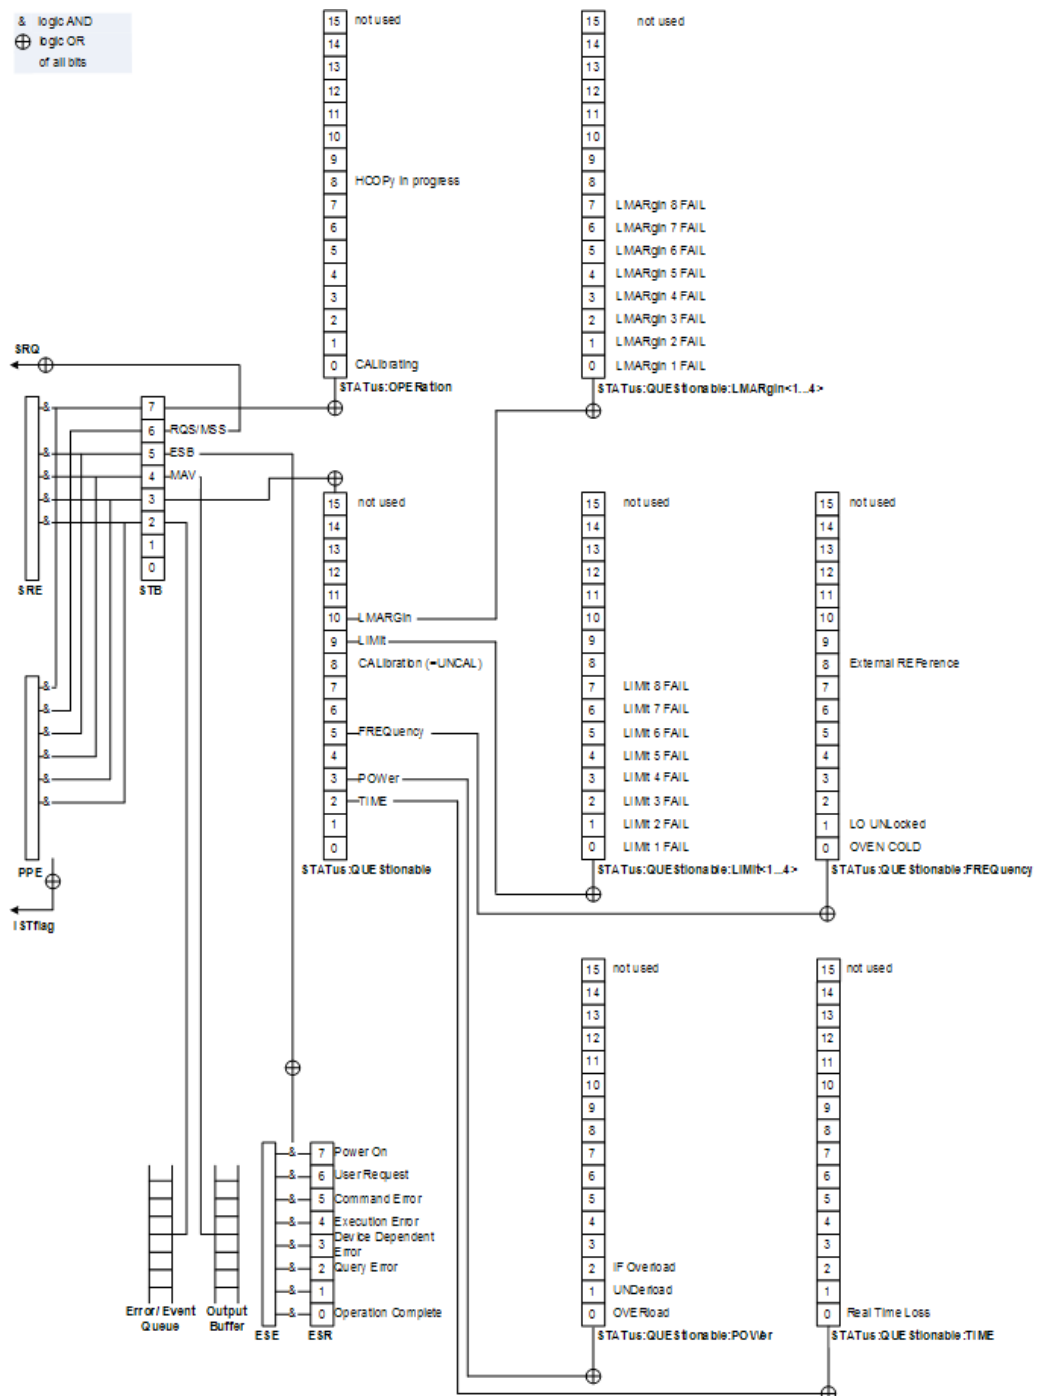 & logic AND
logic OR
of all bits
15 not used
14
13
12
11
10
9
8 HCOPy in progress
7
6
5
4
3
2
1
0 CALibrating
STATus:OPERation
15 not used
14
13
12
11
10
9
8
7 LMARgin 8 FAIL
6 LMARgin 7 FAIL
5 LMARgin 6 FAIL
4 LMARgin 5 FAIL
3 LMARgin 4 FAIL
2 LMARgin 3 FAIL
1 LMARgin 2 FAIL
0 LMARgin 1 FAIL
STATus:QUEStionable:LMARgin<1...4>
SRQ
&
&
&
&
&
SRE
7
6 RQS/MSS
5 ESB
4 MAV
3
2
1
0
STB
&
&
&
&
&
&
PPE
ISTflag
15 not used
14
13
12
11
10 LMARGin
9 LIMit
8 CALibration (=UNCAL)
7
6
5 FREQuency
4
3 POWer
2 TIME
1
0
STATus:QUEStionable
15 not used
14
13
12
11
10
9
8
7 LIMit 8 FAIL
6 LIMit 7 FAIL
5 LIMit 6 FAIL
4 LIMit 5 FAIL
3 LIMit 4 FAIL
2 LIMit 3 FAIL
1 LIMit 2 FAIL
0 LIMit 1 FAIL
STATus:QUEStionable:LIMit<1...4>
15 not used
14
13
12
11
10
9
8 External REFerence
7
6
5
4
3
2
1 LO UNLocked
0 OVEN COLD
STATus:QUEStionable:FREQuency
Error/Event
Queue
Output
Buffer
& 7 Power On
& 6 User Request
& 5 Command Error
& 4 Execution Error
& 3 Device Dependent
Error
& 2 Query Error
& 1
& 0 Operation Complete
ESE ESR
15 not used
14
13
12
11
10
9
8
7
6
5
4
3
2 IF Overload
1 UNDerload
0 OVERload
STATus:QUEStionable:POWer
15 not used
14
13
12
11
10
9
8
7
6
5
4
3
2
1
0 Real Time Loss
STATus:QUEStionable:TIME